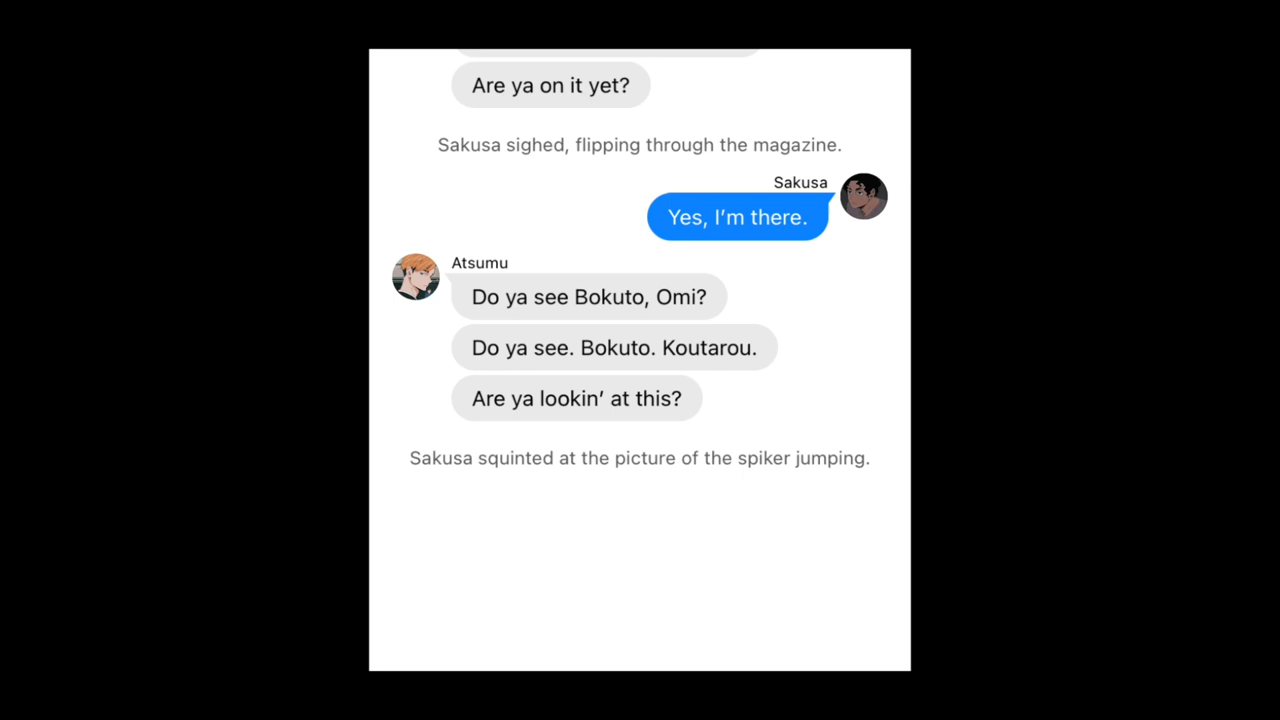 Are ya on it yet?
Sakusa sighed, flipping through the magazine.
Sakusa
Yes, I’m there.
Atsumu
Do ya see Bokuto, Omi?
Do ya see. Bokuto. Koutarou.
Are ya lookin’ at this?
Sakusa squinted at the picture of the spiker jumping.